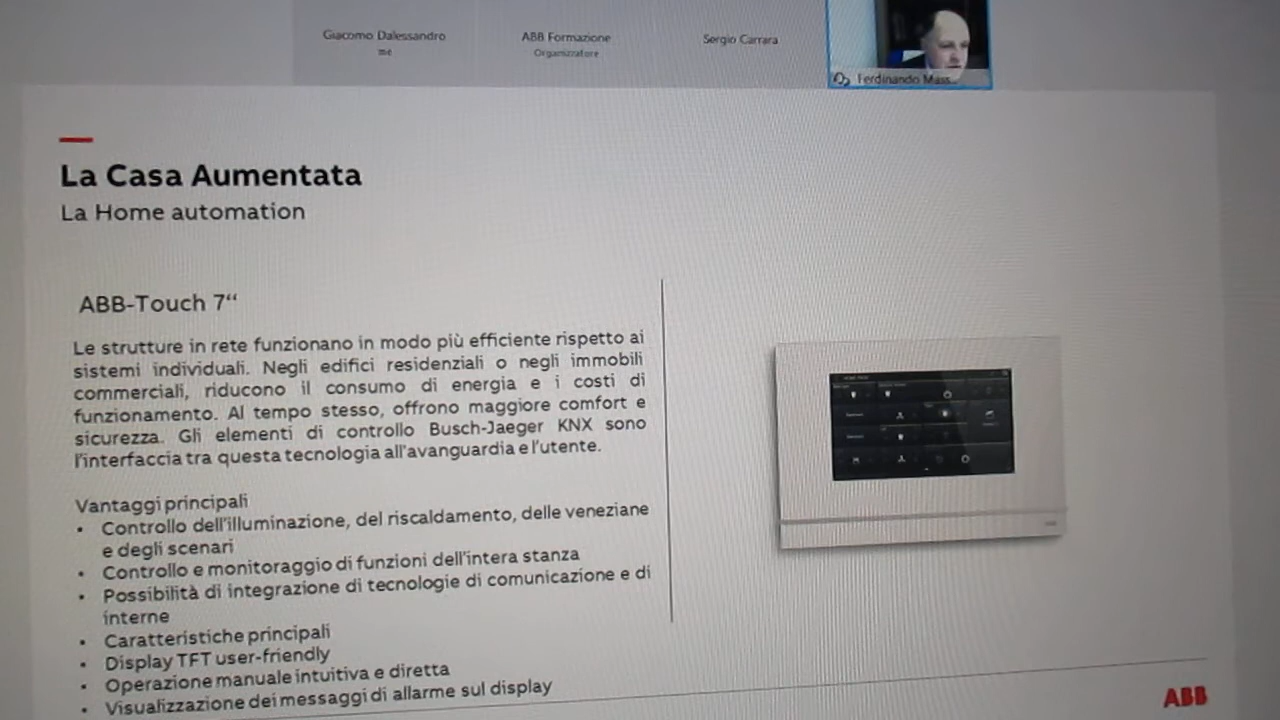 Giacomo Dalessandro
me
ABB Formazione
Organizzatore
Sergio Carrara
Ferdinando Mass...
La Casa Aumentata
La Home automation
ABB-Touch 7“
Le strutture in rete funzionano in modo più efficiente rispetto ai
sistemi individuali. Negli edifici residenziali o negli immobili
commerciali, riducono il consumo di energia e i costi di
funzionamento. Al tempo stesso, offrono maggiore comfort e
sicurezza. Gli elementi di controllo Busch-Jaeger KNX sono
l'interfaccia tra questa tecnologia all'avanguardia e l'utente.
Vantaggi principali
• Controllo dell'illuminazione, del riscaldamento, delle veneziane
e degli scenari
• Controllo e monitoraggio di funzioni dell'intera stanza
• Possibilità di integrazione di tecnologie di comunicazione e di
interne
• Caratteristiche principali
• Display TFT user-friendly
• Operazione manuale intuitiva e diretta
• Visualizzazione dei messaggi di allarme sul display
ABB